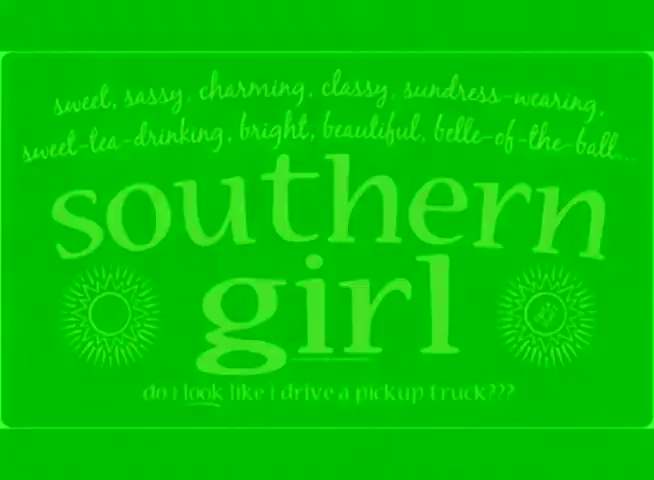 sweet, sassy, charming, classy, sundress-wearing,
sweet-tea-drinking, bright, beautiful, belle-of-the-ball...
southern
girl
do i look like i drive a pickup truck???